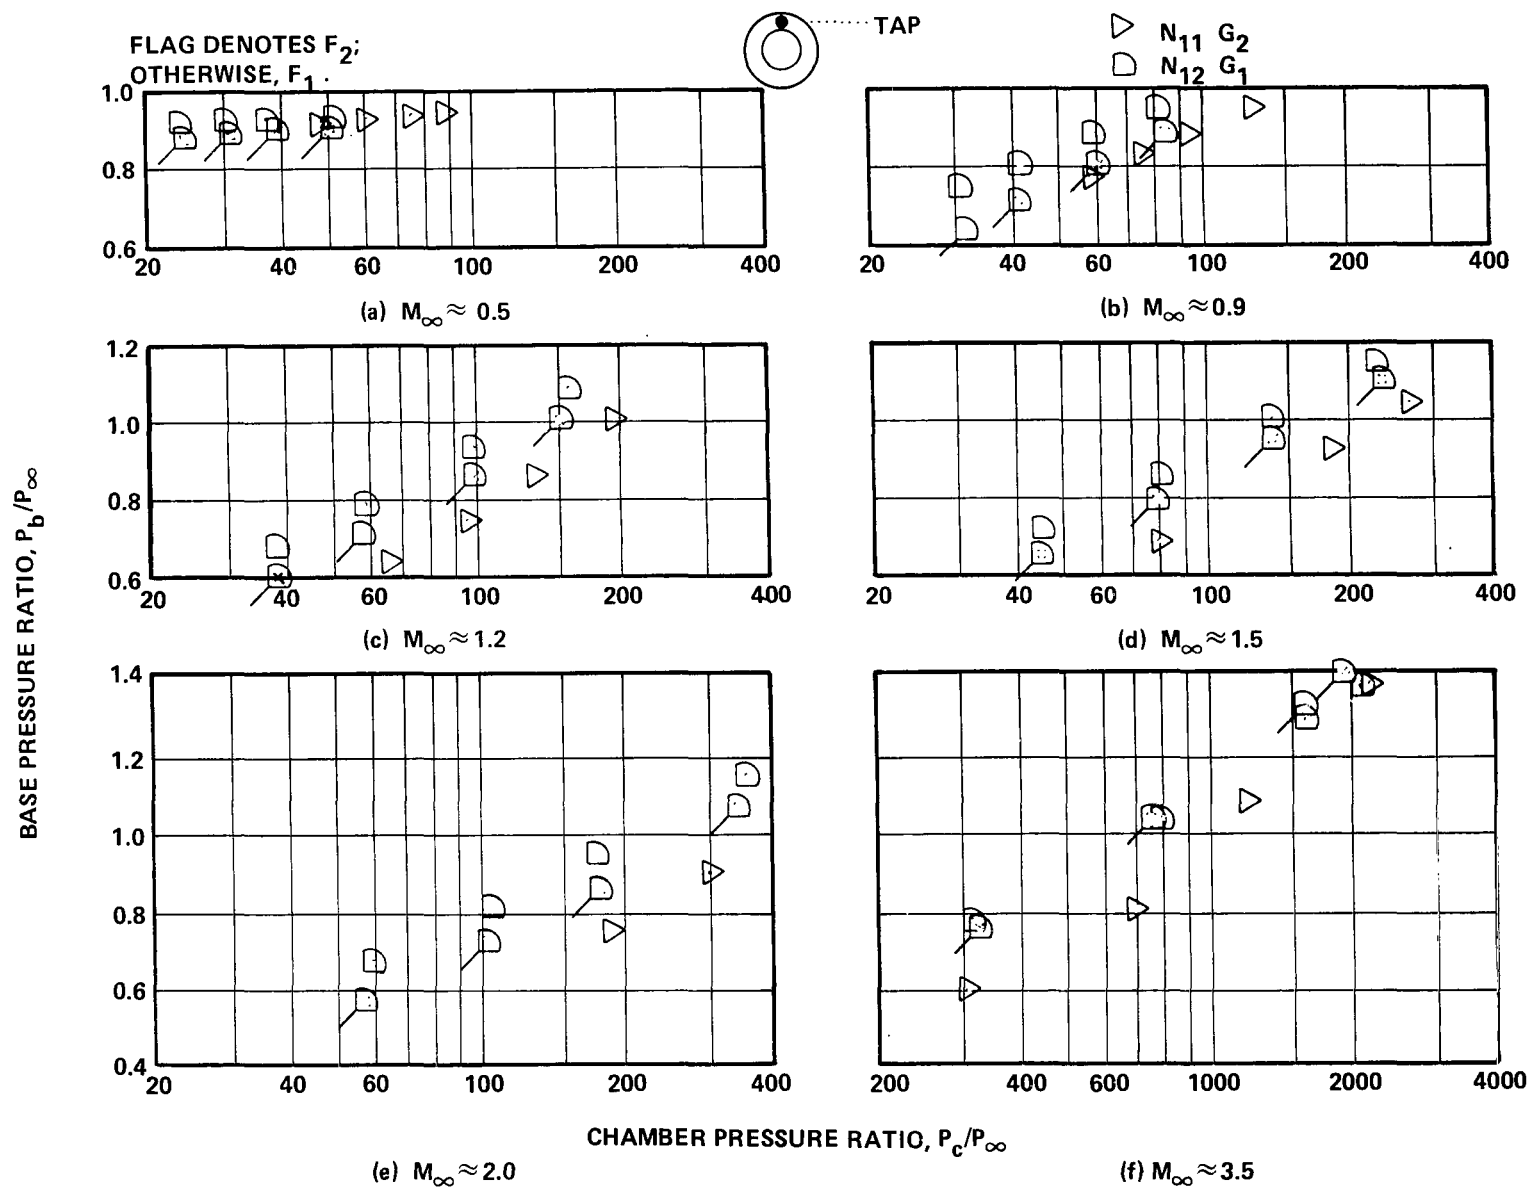 FLAG DENOTES F2;
OTHERWISE, F1.
TAP
N11 G2
N12 G1
1.0
0.8
0.6
20 40 60 100 200 400
20 40 60 100 200 400
(a) M∞ ≈ 0.5
(b) M∞ ≈ 0.9
1.2
1.0
0.8
0.6
20 40 60 100 200 400
20 40 60 80 100 200 400
(c) M∞ ≈ 1.2
(d) M∞ ≈ 1.5
BASE PRESSURE RATIO, Pb/P∞
1.4
1.2
1.0
0.8
0.6
0.4
20 40 60 100 200 400
200 400 600 1000 2000 4000
CHAMBER PRESSURE RATIO, Pc/P∞
(e) M∞ ≈ 2.0
(f) M∞ ≈ 3.5